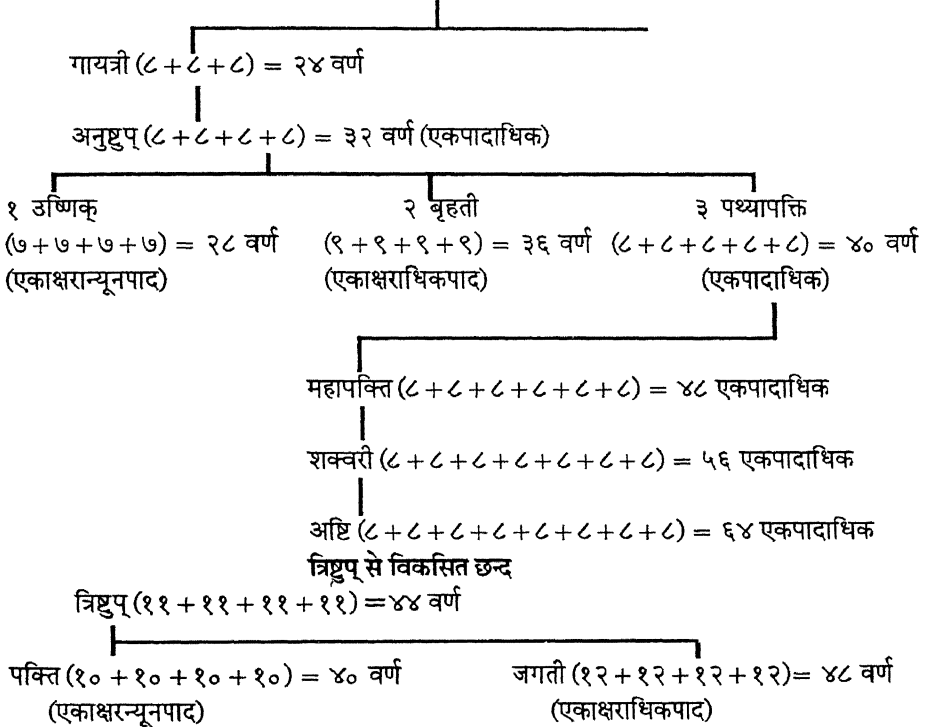 गायत्री (८+८+८) = २४ वर्ण
अनुष्टुप् (८+८+८+८) = ३२ वर्ण (एकपादाधिक)
१ उष्णिक् २ बृहती ३ पथ्यापक्ति
(७+७+७+७) = २८ वर्ण (९+९+९+९) = ३६ वर्ण (८+८+८+८+८) = ४० वर्ण
(एकाक्षरान्यूनपाद) (एकाक्षराधिकपाद) (एकपादाधिक)
महापक्ति (८+८+८+८+८+८) = ४८ एकपादाधिक
शक्वरी (८+८+८+८+८+८+८) = ५६ एकपादाधिक
अष्टि (८+८+८+८+८+८+८+८) = ६४ एकपादाधिक
त्रिष्टुप् से विकसित छन्द
त्रिष्टुप् (११+११+११+११) =४४ वर्ण
पक्ति (१०+१०+१०+१०) = ४० वर्ण जगती (१२+१२+१२+१२)= ४८ वर्ण
(एकाक्षरन्यूनपाद) (एकाक्षराधिकपाद)